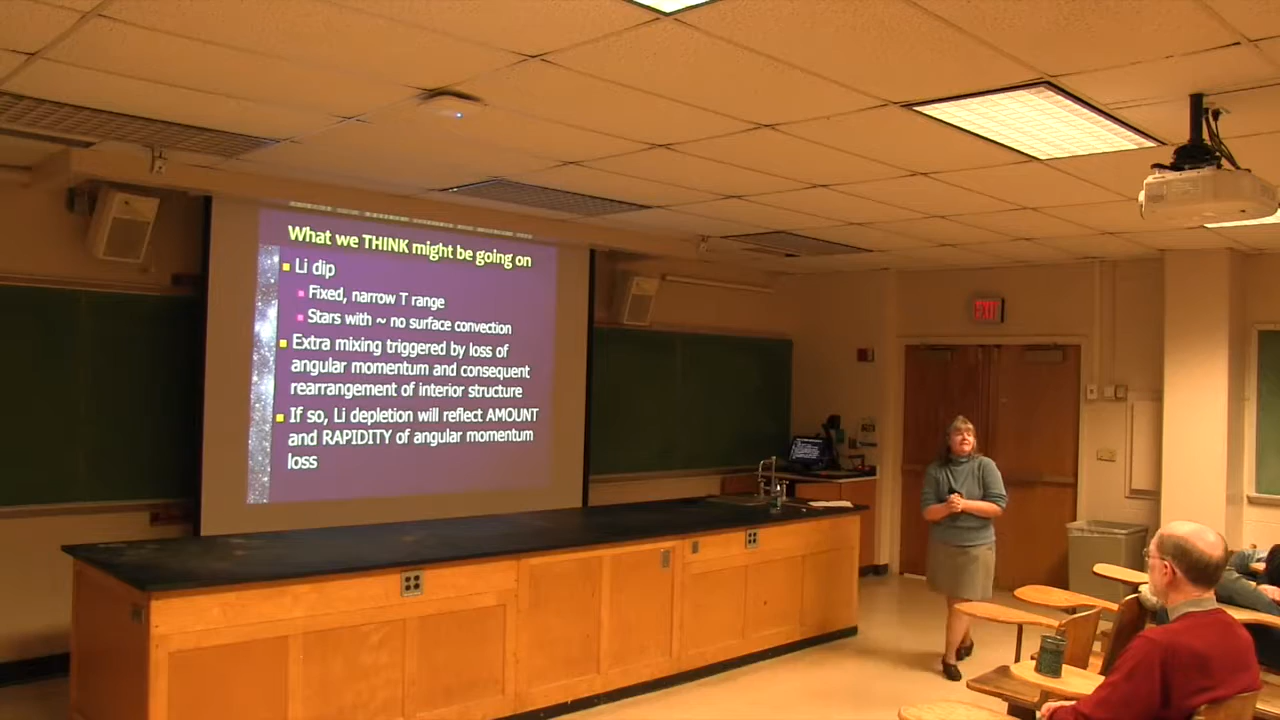 What we THINK might be going on
Li dip
Fixed, narrow T range
Stars with ~ no surface convection
Extra mixing triggered by loss of
angular momentum and consequent
rearrangement of interior structure
If so, Li depletion will reflect AMOUNT
and RAPIDITY of angular momentum
loss
EXIT